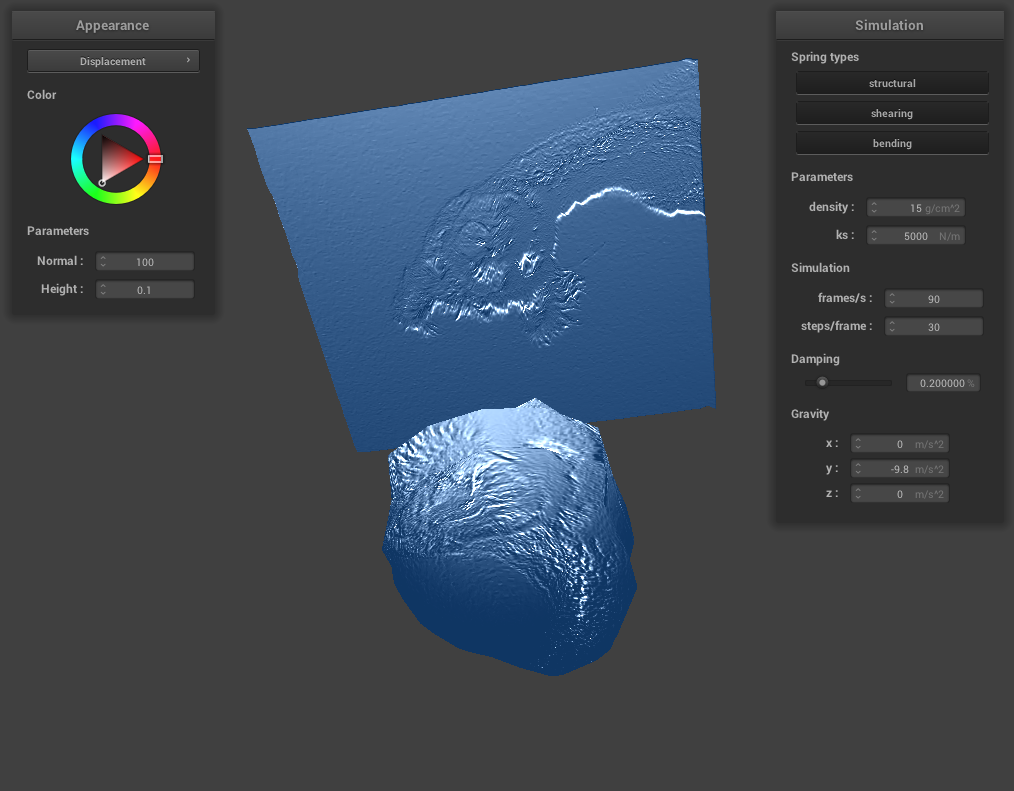 Appearance
Displacement
Color
Parameters
Normal : 100
Height : 0.1
Simulation
Spring types
structural
shearing
bending
Parameters
density : 15 g/cm^2
ks : 5000 N/m
Simulation
frames/s : 90
steps/frame : 30
Damping
0.200000 %
Gravity
x : 0 m/s^2
y : -9.8 m/s^2
z : 0 m/s^2